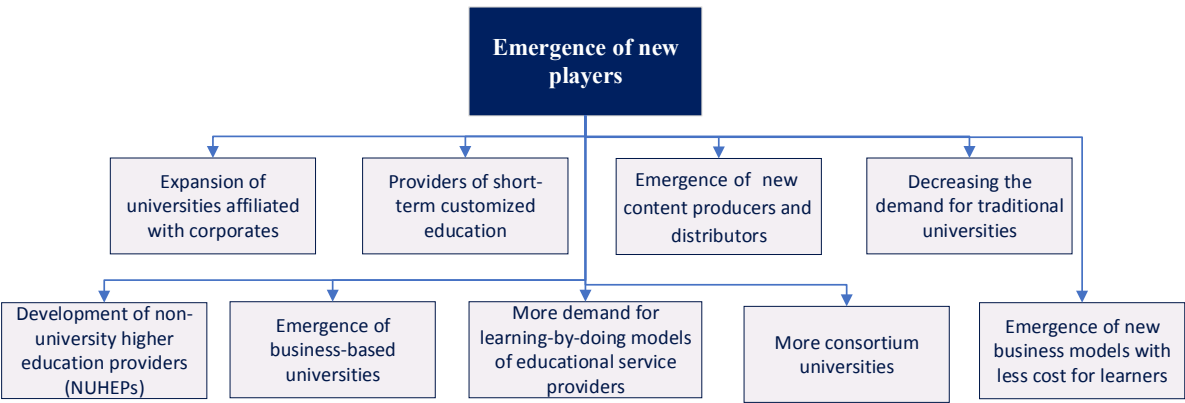 Emergence of new
players
Expansion of
universities affiliated
with corporates
Providers of short-
term customized
education
Emergence of new
content producers and
distributors
Decreasing the
demand for traditional
universities
Development of non-
university higher
education providers
(NUHEPs)
Emergence of
business-based
universities
More demand for
learning-by-doing models
of educational service
providers
More consortium
universities
Emergence of new
business models with
less cost for learners